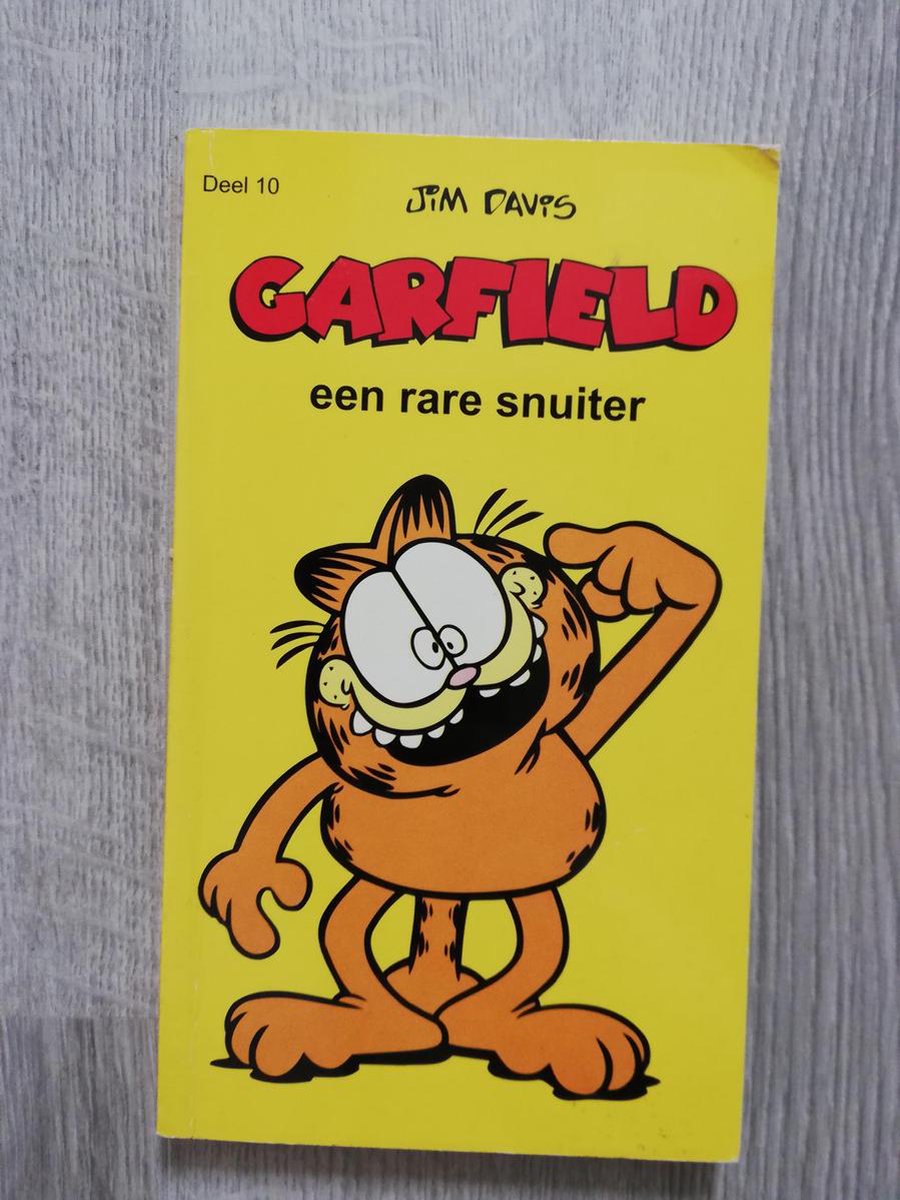 Deel 10
JiM DAViS
GARFIELD
een rare snuiter